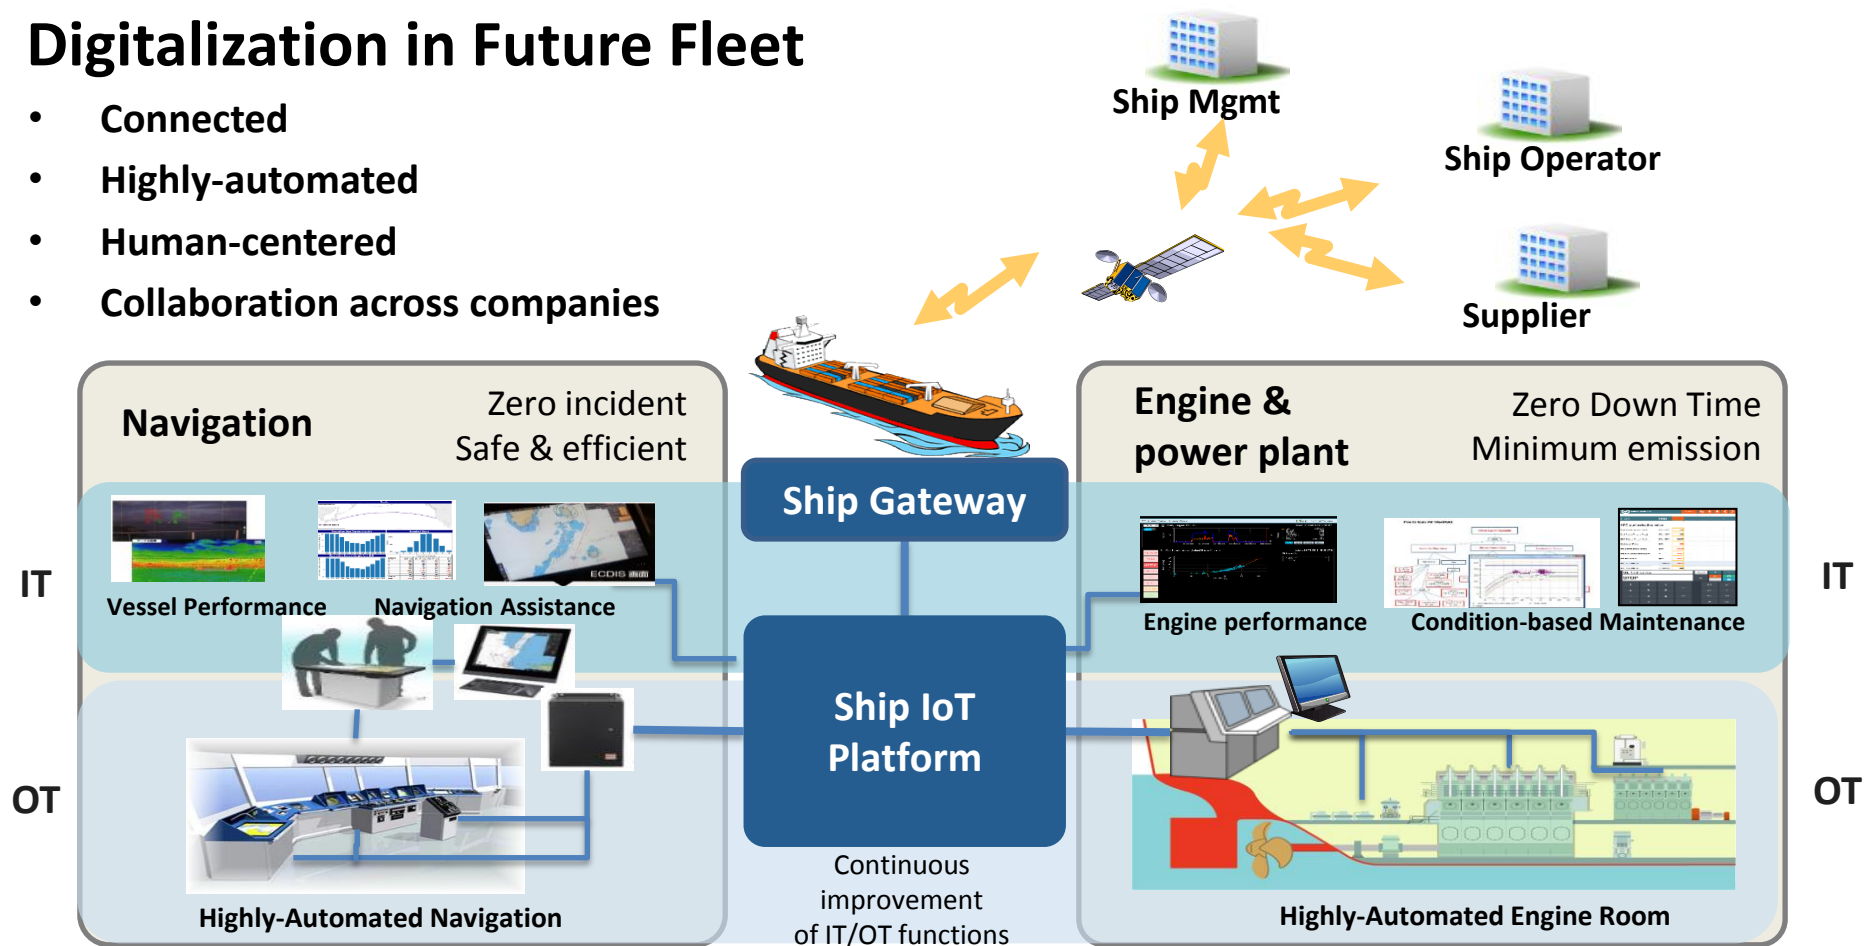 Digitalization in Future Fleet
• Connected
• Highly-automated
• Human-centered
• Collaboration across companies
Ship Mgmt
Ship Operator
Supplier
Navigation
Zero incident
Safe & efficient
Engine &
power plant
Zero Down Time
Minimum emission
Ship Gateway
IT
IT
ECDIS
Vessel Performance
Navigation Assistance
Engine performance
Condition-based Maintenance
Ship IoT
Platform
OT
OT
Highly-Automated Navigation
Continuous
improvement
of IT/OT functions
Highly-Automated Engine Room